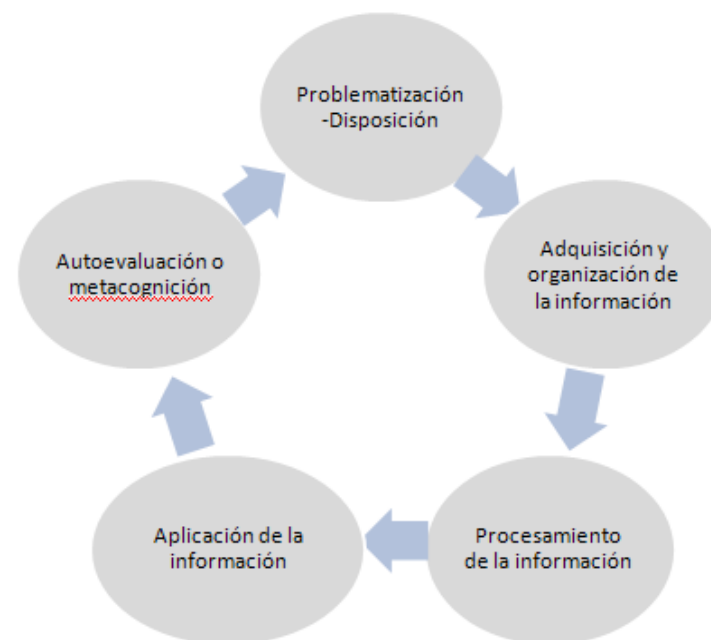 Problematización
-Disposición
Adquisición y
organización de
la información
Procesamiento
de la información
Aplicación de la
información
Autoevaluación o
metacognición